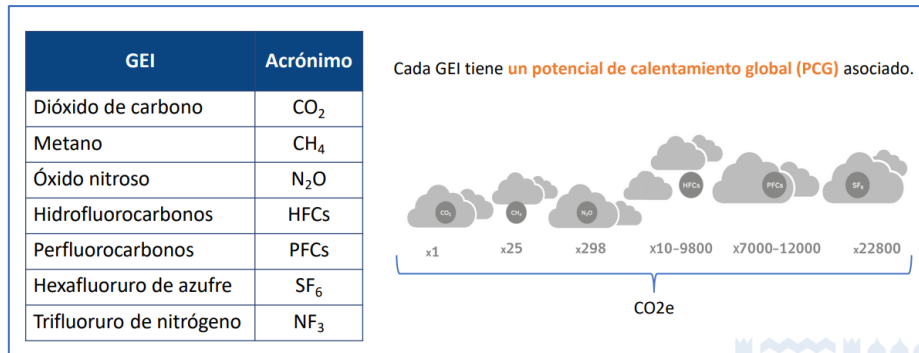 GEI Acrónimo
Dióxido de carbono CO₂
Metano CH₄
Óxido nitroso N₂O
Hidrofluorocarbonos HFCs
Perfluorocarbonos PFCs
Hexafluoruro de azufre SF₆
Trifluoruro de nitrógeno NF₃
Cada GEI tiene un potencial de calentamiento global (PCG) asociado.
CO₂ CH₄ N₂O HFCs PFCs SF₆
x1 x25 x298 x10-9800 x7000-12000 x22800
CO2e